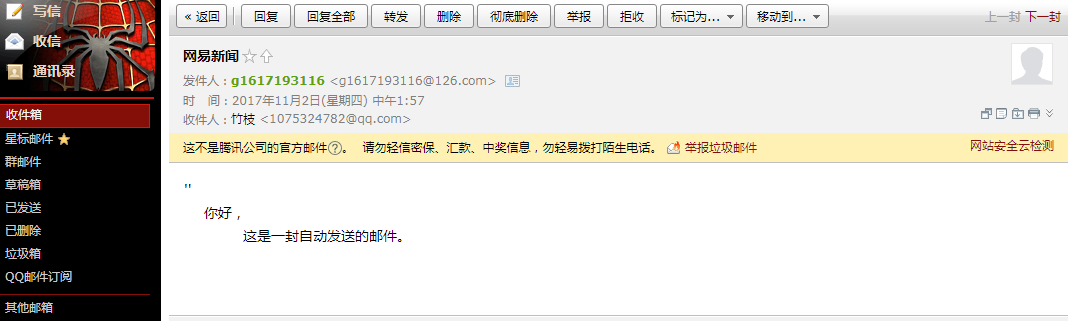 写信
收信
通讯录
收件箱
星标邮件
群邮件
草稿箱
已发送
已删除
垃圾箱
QQ邮件订阅
其他邮箱
« 返回 回复 回复全部 转发 删除 彻底删除 举报 拒收 标记为... 移动到... 上一封 下一封
网易新闻
发件人：g1617193116 <g1617193116@126.com>
时 间：2017年11月2日(星期四) 中午1:57
收件人：竹枝 <1075324782@qq.com>
这不是腾讯公司的官方邮件?。 请勿轻信密保、汇款、中奖信息，勿轻易拨打陌生电话。 举报垃圾邮件 网站安全云检测
"
你好，
这是一封自动发送的邮件。